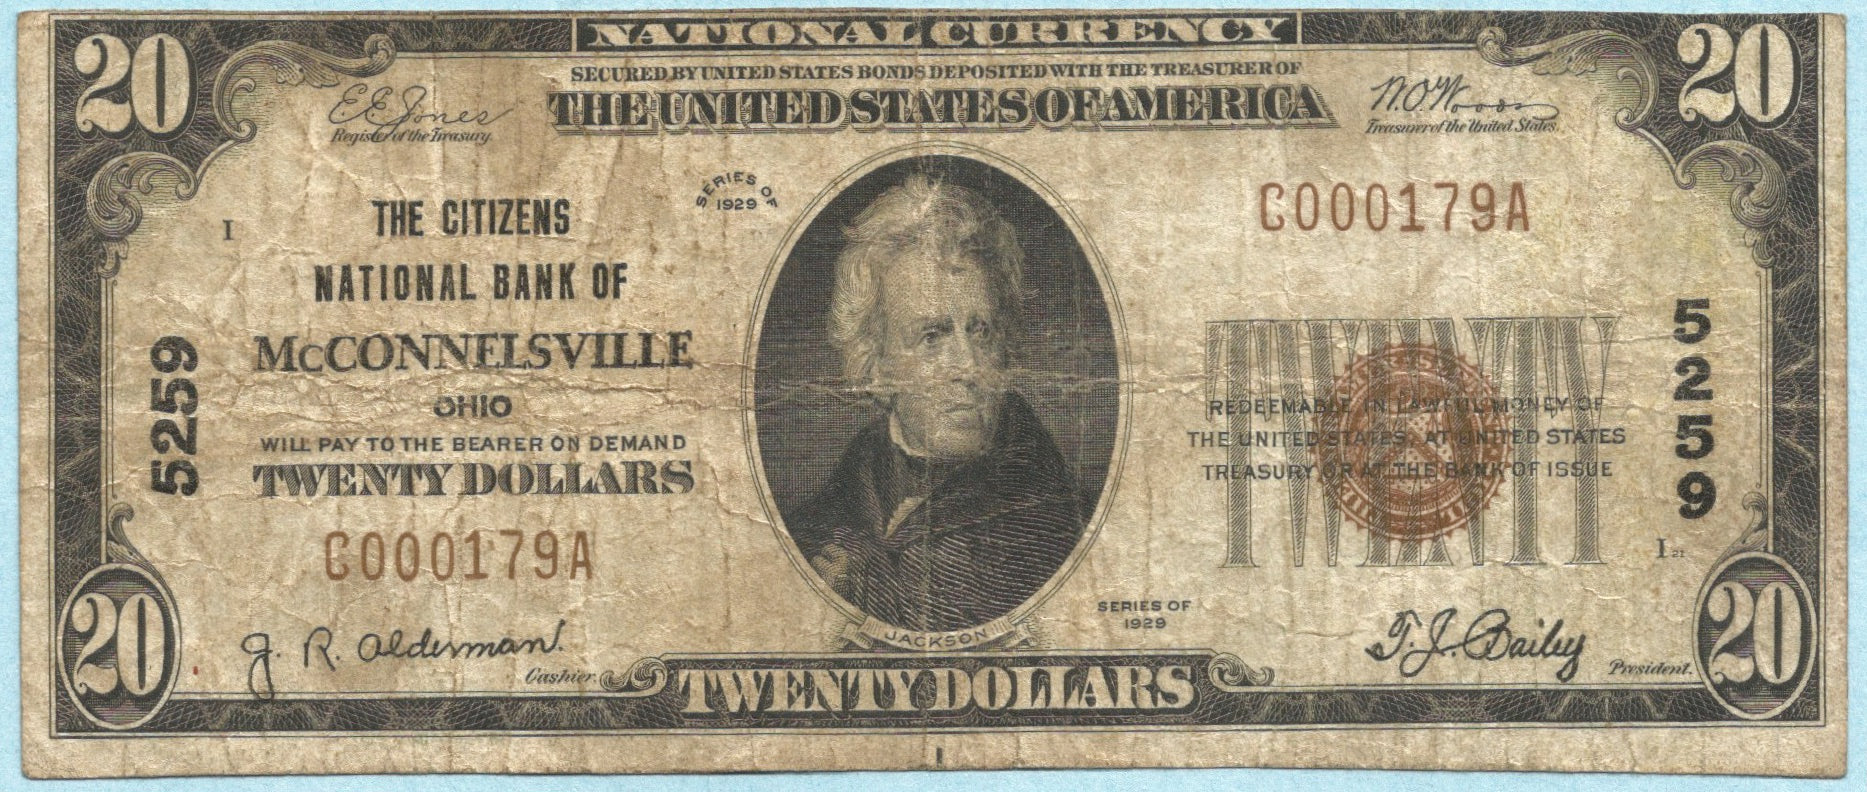 NATIONAL CURRENCY
20
20
SECURED BY UNITED STATES BONDS DEPOSITED WITH THE TREASURER OF
THE UNITED STATES OF AMERICA
E.E. Jones
Register of the Treasury.
W.O. Woods
Treasurer of the United States.
SERIES OF
1929
C000179A
I
THE CITIZENS
NATIONAL BANK OF
McCONNELSVILLE
OHIO
WILL PAY TO THE BEARER ON DEMAND
TWENTY DOLLARS
5259
5259
TWENTY
REDEEMABLE IN LAWFUL MONEY OF
THE UNITED STATES, AT UNITED STATES
TREASURY OR AT THE BANK OF ISSUE
C000179A
I 21
SERIES OF
1929
JACKSON
J. R. Alderman.
Cashier.
T. J. Bailey
President.
20
TWENTY DOLLARS
20